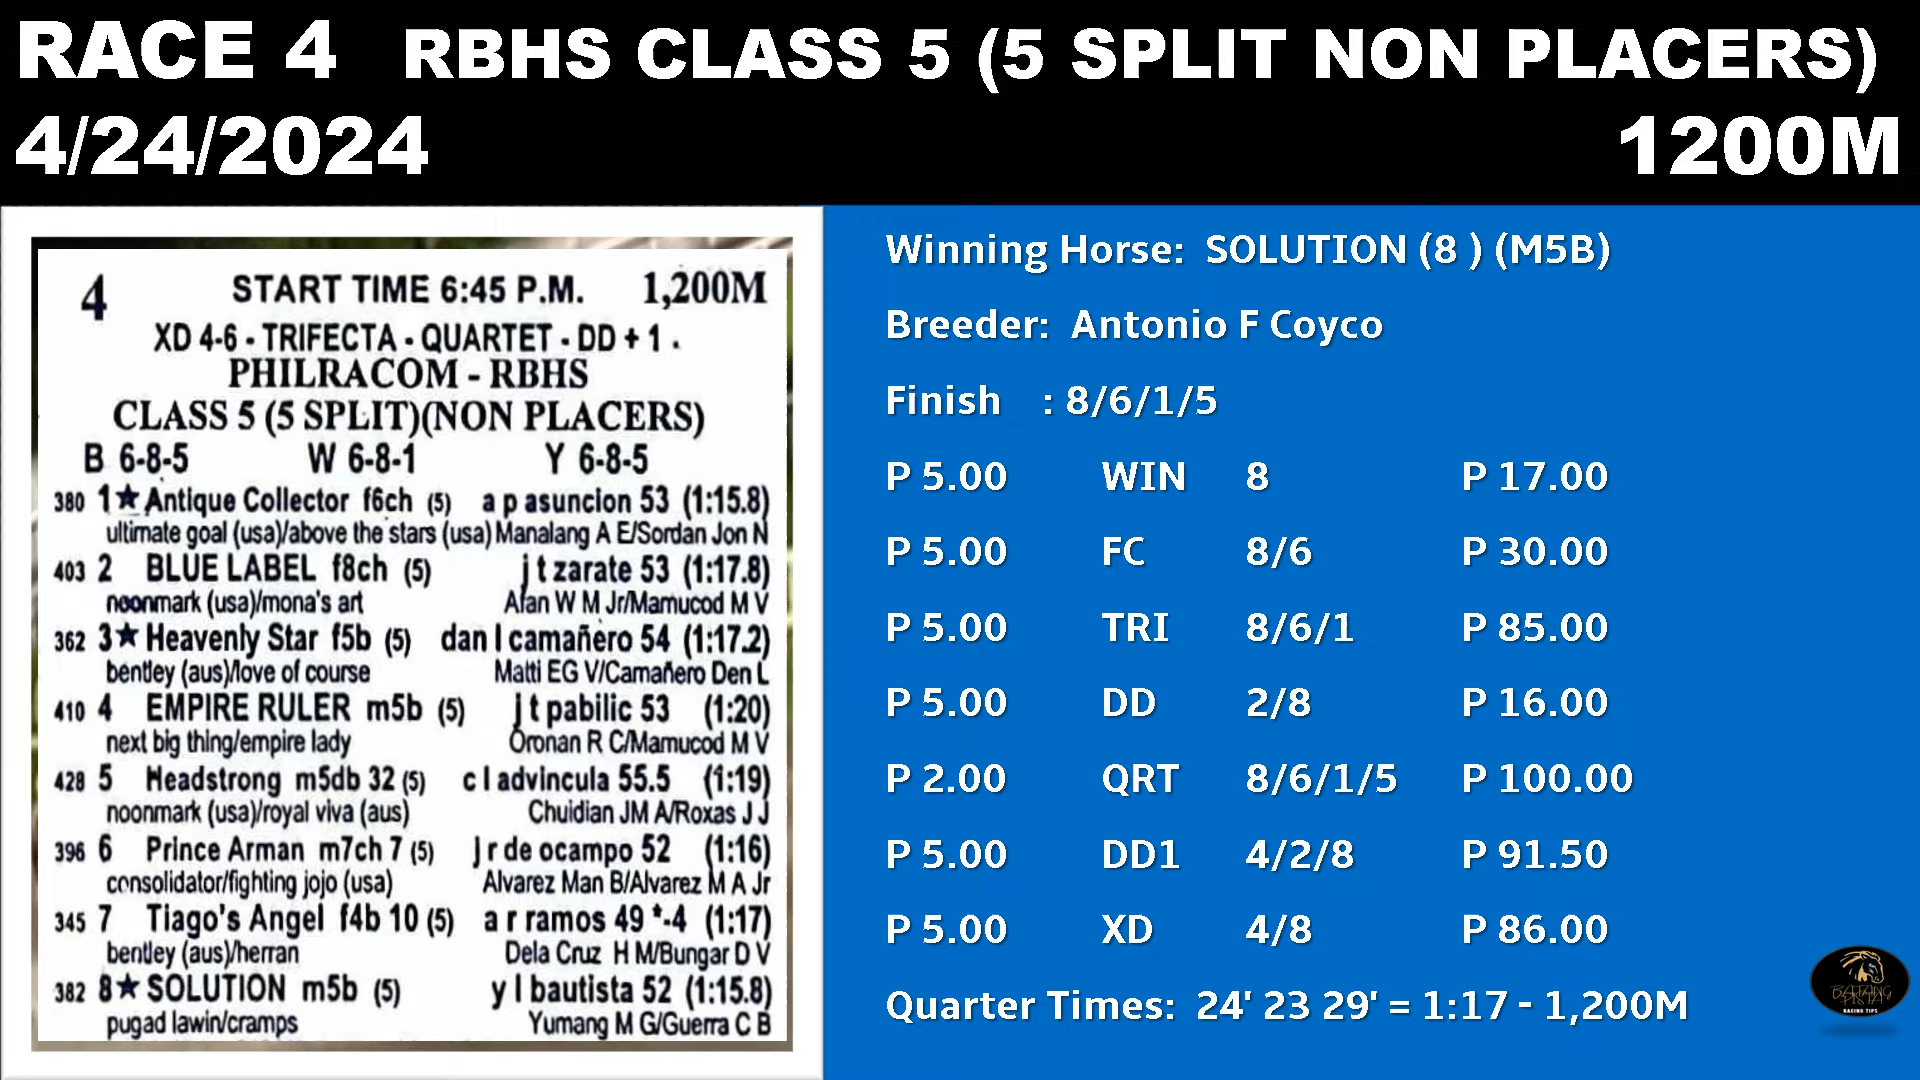 RACE 4 RBHS CLASS 5 (5 SPLIT NON PLACERS)
4/24/2024 1200M
4 START TIME 6:45 P.M. 1,200M
XD 4-6 - TRIFECTA - QUARTET - DD + 1 .
PHILRACOM - RBHS
CLASS 5 (5 SPLIT)(NON PLACERS)
B 6-8-5 W 6-8-1 Y 6-8-5
380 1★ Antique Collector f6ch (5) a p asuncion 53 (1:15.8)
ultimate goal (usa)/above the stars (usa) Manalang A E/Sordan Jon N
403 2 BLUE LABEL f8ch (5) j t zarate 53 (1:17.8)
noonmark (usa)/mona's art Alan W M Jr/Mamucod M V
362 3★ Heavenly Star f5b (5) dan l camañero 54 (1:17.2)
bentley (aus)/love of course Matti EG V/Camañero Den L
410 4 EMPIRE RULER m5b (5) j t pabilic 53 (1:20)
next big thing/empire lady Oronan R C/Mamucod M V
428 5 Headstrong m5db 32 (5) c l advincula 55.5 (1:19)
noonmark (usa)/royal viva (aus) Chuidian JM A/Roxas J J
396 6 Prince Arman m7ch 7 (5) J r de ocampo 52 (1:16)
consolidator/fighting jojo (usa) Alvarez Man B/Alvarez M A Jr
345 7 Tiago's Angel f4b 10 (5) a r ramos 49 *-4 (1:17)
bentley (aus)/herran Dela Cruz H M/Bungar D V
382 8★ SOLUTION m5b (5) y l bautista 52 (1:15.8)
pugad lawin/cramps Yumang M G/Guerra C B
Winning Horse: SOLUTION (8 ) (M5B)
Breeder: Antonio F Coyco
Finish : 8/6/1/5
P 5.00 WIN 8 P 17.00
P 5.00 FC 8/6 P 30.00
P 5.00 TRI 8/6/1 P 85.00
P 5.00 DD 2/8 P 16.00
P 2.00 QRT 8/6/1/5 P 100.00
P 5.00 DD1 4/2/8 P 91.50
P 5.00 XD 4/8 P 86.00
Quarter Times: 24' 23 29' = 1:17 - 1,200M
RACING TIPS